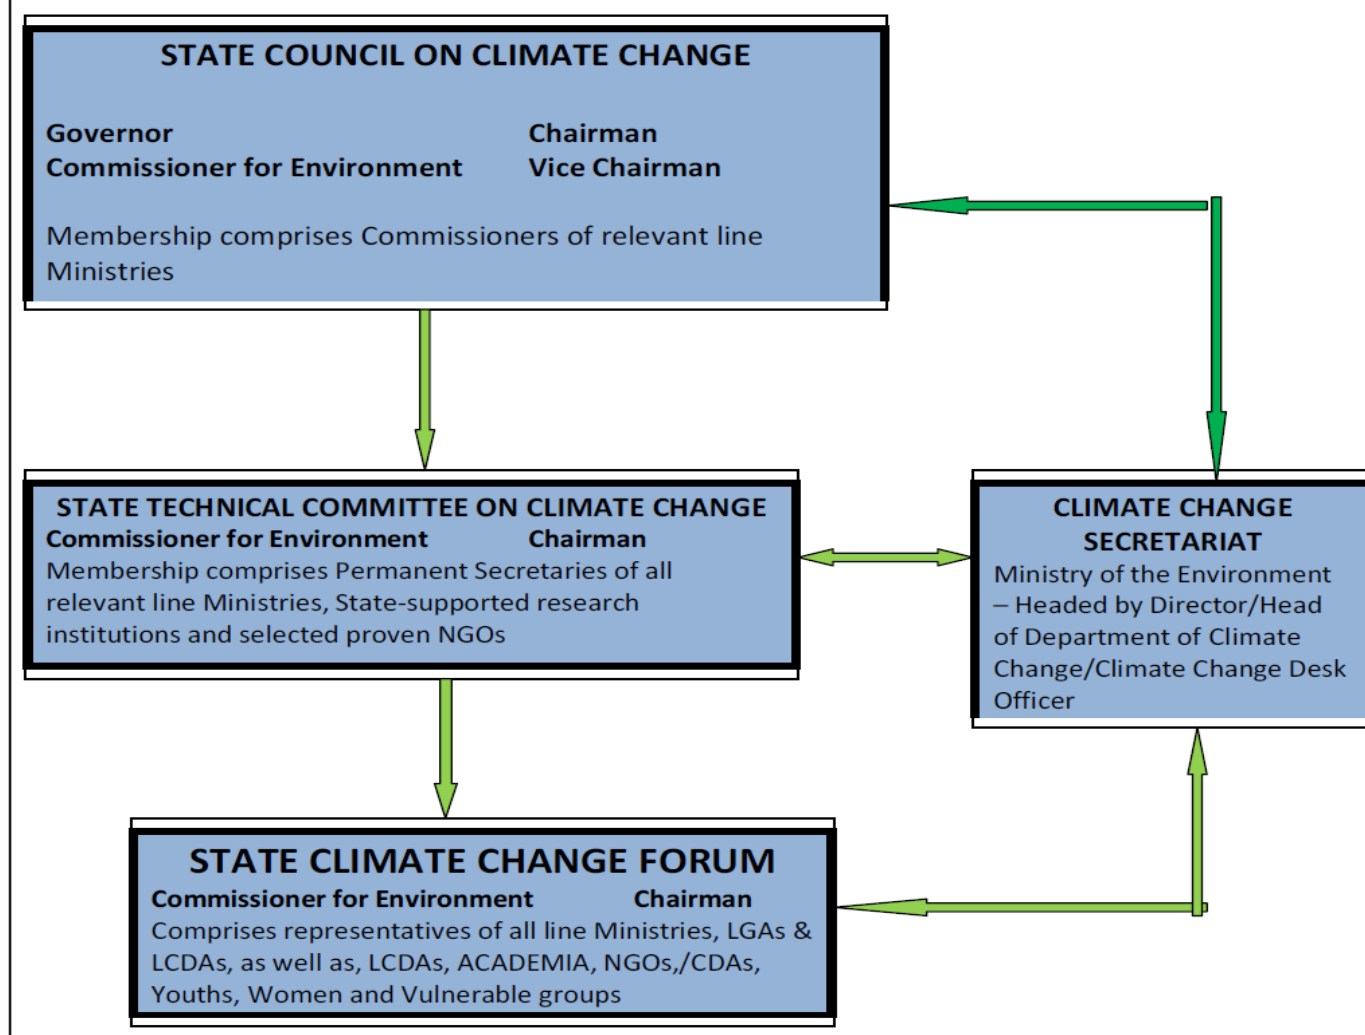 STATE COUNCIL ON CLIMATE CHANGE
Governor Chairman
Commissioner for Environment Vice Chairman
Membership comprises Commissioners of relevant line
Ministries
STATE TECHNICAL COMMITTEE ON CLIMATE CHANGE
Commissioner for Environment Chairman
Membership comprises Permanent Secretaries of all
relevant line Ministries, State-supported research
institutions and selected proven NGOs
CLIMATE CHANGE
SECRETARIAT
Ministry of the Environment
– Headed by Director/Head
of Department of Climate
Change/Climate Change Desk
Officer
STATE CLIMATE CHANGE FORUM
Commissioner for Environment Chairman
Comprises representatives of all line Ministries, LGAs &
LCDAs, as well as, LCDAs, ACADEMIA, NGOs,/CDAs,
Youths, Women and Vulnerable groups